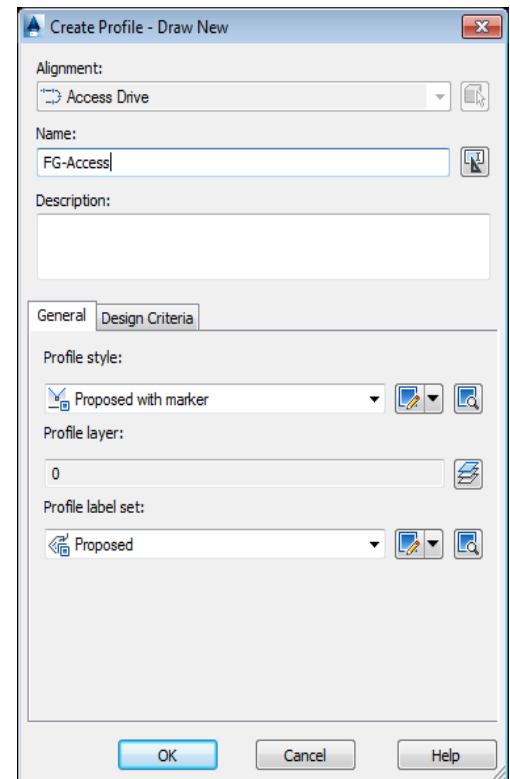 Create Profile - Draw New
Alignment:
Access Drive
Name:
FG-Access
Description:
General Design Criteria
Profile style:
Proposed with marker
Profile layer:
0
Profile label set:
Proposed
OK Cancel Help